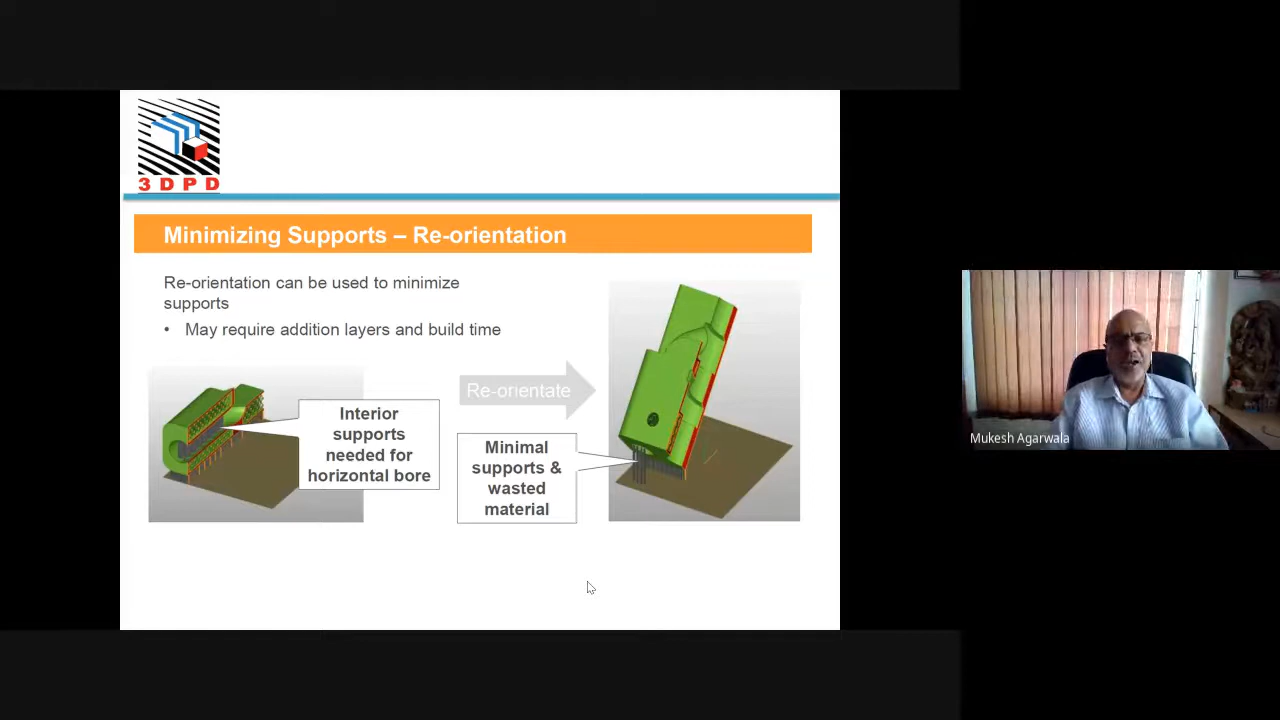 3DPD
Minimizing Supports – Re-orientation
Re-orientation can be used to minimize
supports
• May require addition layers and build time
Re-orientate
Interior
supports
needed for
horizontal bore
Minimal
supports &
wasted
material
Mukesh Agarwala